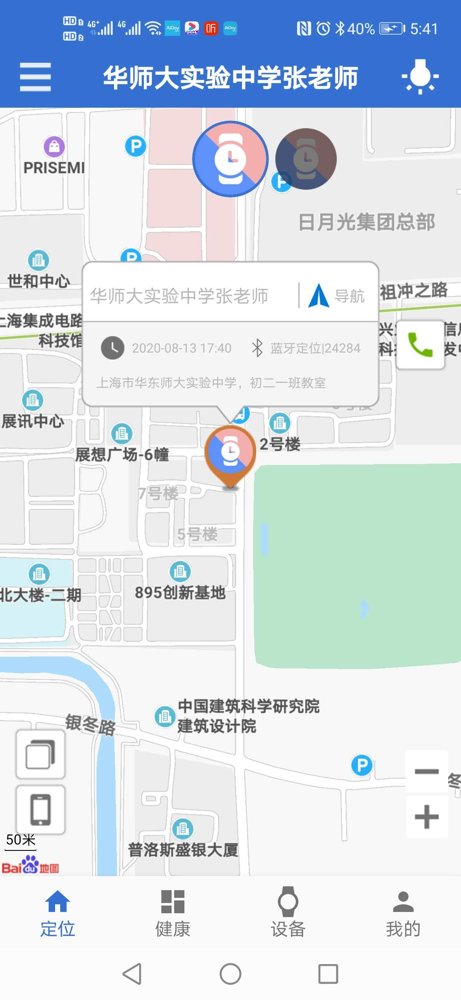 HD 1 4G+ 4G AiDay 听 AiDay 40% 5:41
HD 2
华师大实验中学张老师
P
PRISEMI
P
日月光集团总部
P
世和中心
华师大实验中学张老师 导航
祖冲之路
上海集成电路
科技馆
兴
信息
科
发中
2020-08-13 17:40 蓝牙定位|24284
上海市华东师大实验中学，初二一班教室
展讯中心
2号楼
展想广场-6幢
7号楼
5号楼
895创新基地
北大楼-二期
中国建筑科学研究院
建筑设计院
银冬路
P
冬
普洛斯盛银大厦
50米
Bai du 地图
定位 健康 设备 我的